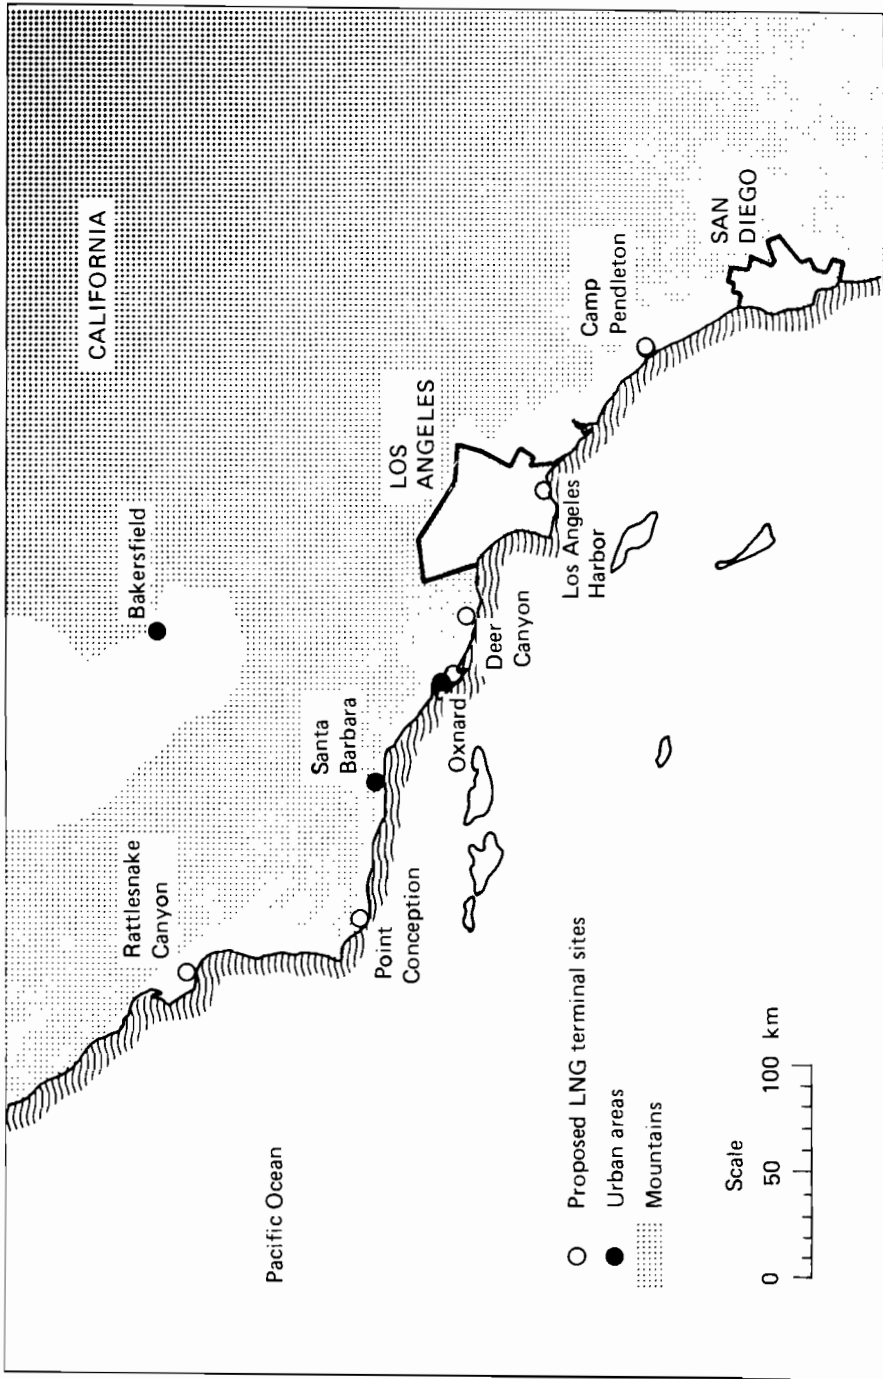 CALIFORNIA
Bakersfield
Rattlesnake
Canyon
Santa
Barbara
LOS
ANGELES
Point
Conception
Oxnard
Deer
Canyon
Los Angeles
Harbor
Camp
Pendleton
SAN
DIEGO
Pacific Ocean
Proposed LNG terminal sites
Urban areas
Mountains
Scale
0 50 100 km